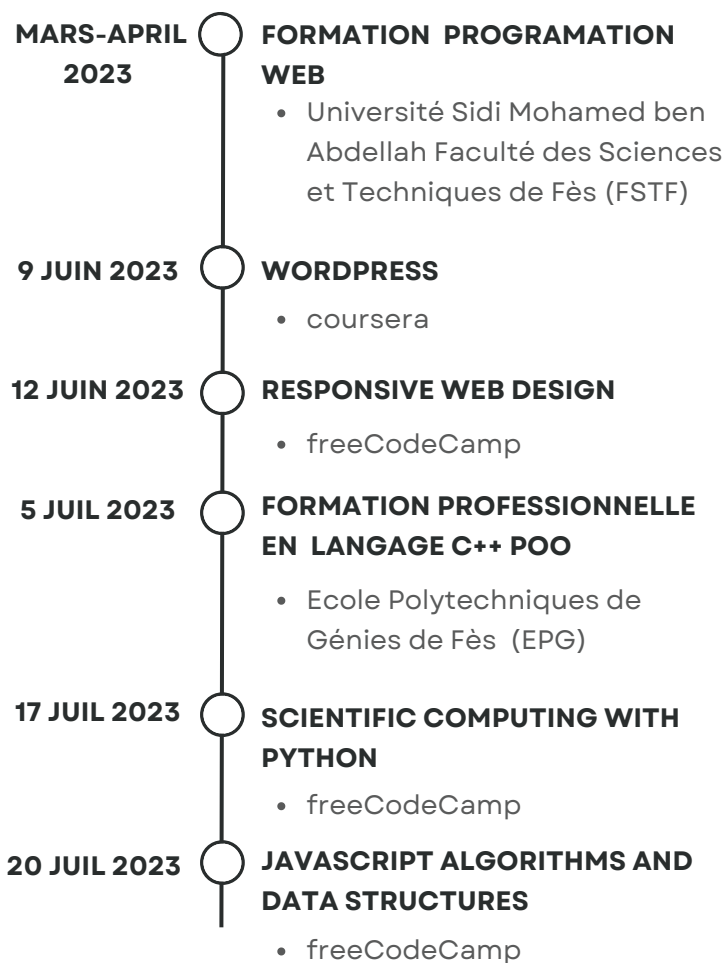 MARS-APRIL
2023
FORMATION PROGRAMATION
WEB
• Université Sidi Mohamed ben
Abdellah Faculté des Sciences
et Techniques de Fès (FSTF)
9 JUIN 2023
WORDPRESS
• coursera
12 JUIN 2023
RESPONSIVE WEB DESIGN
• freeCodeCamp
5 JUIL 2023
FORMATION PROFESSIONNELLE
EN LANGAGE C++ POO
• Ecole Polytechniques de
Génies de Fès (EPG)
17 JUIL 2023
SCIENTIFIC COMPUTING WITH
PYTHON
• freeCodeCamp
20 JUIL 2023
JAVASCRIPT ALGORITHMS AND
DATA STRUCTURES
• freeCodeCamp